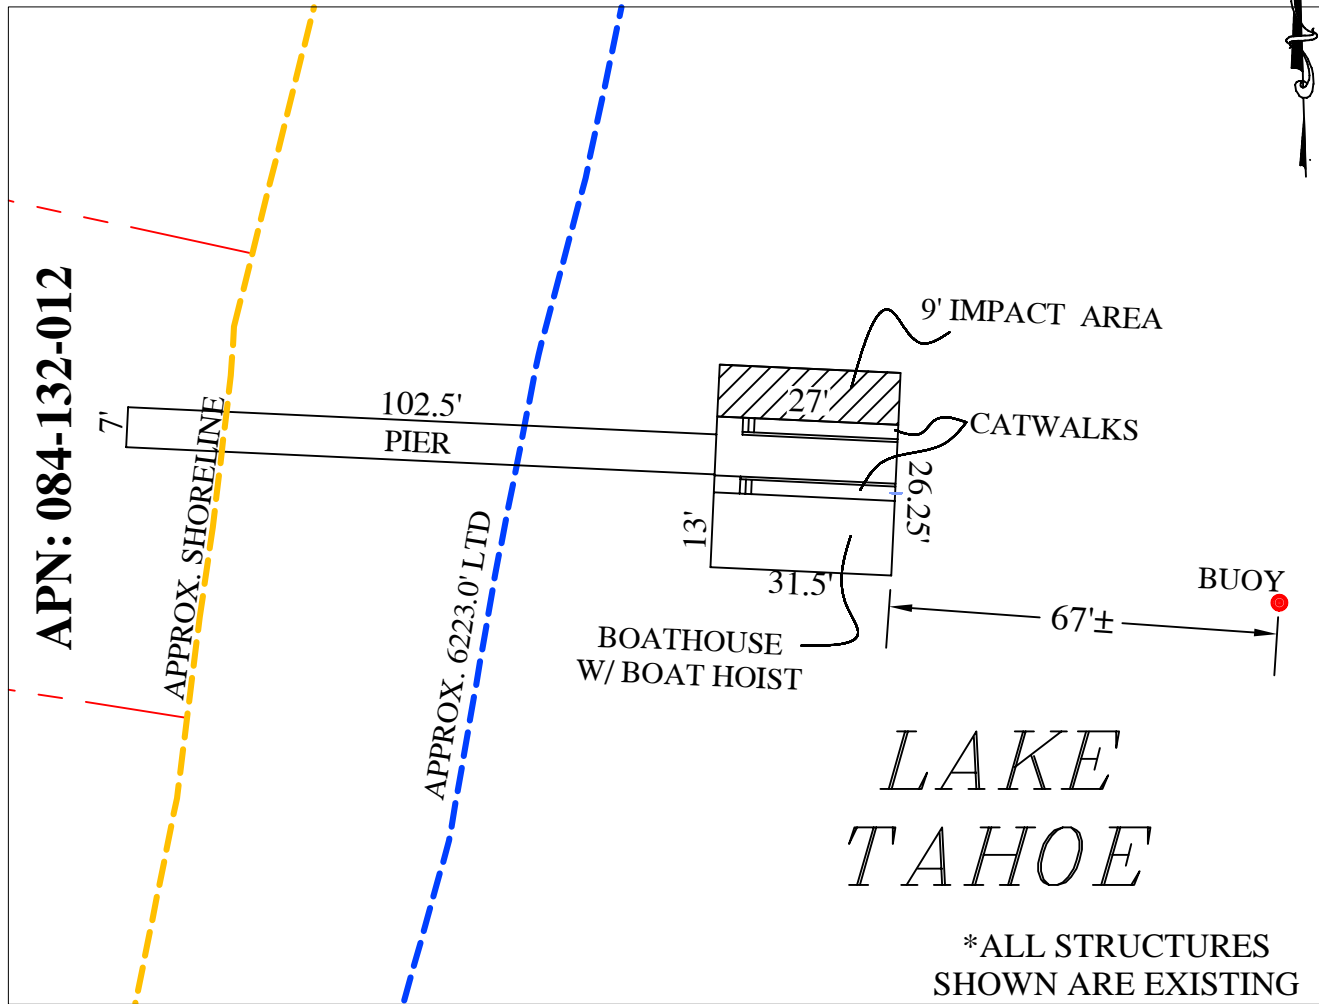 APN: 084-132-012
APPROX. SHORELINE
7'
102.5'
PIER
APPROX. 6223.0' LTD
9' IMPACT AREA
27'
CATWALKS
26.25'
13'
31.5'
BOATHOUSE
W/ BOAT HOIST
67'±
BUOY
LAKE
TAHOE
*ALL STRUCTURES
SHOWN ARE EXISTING